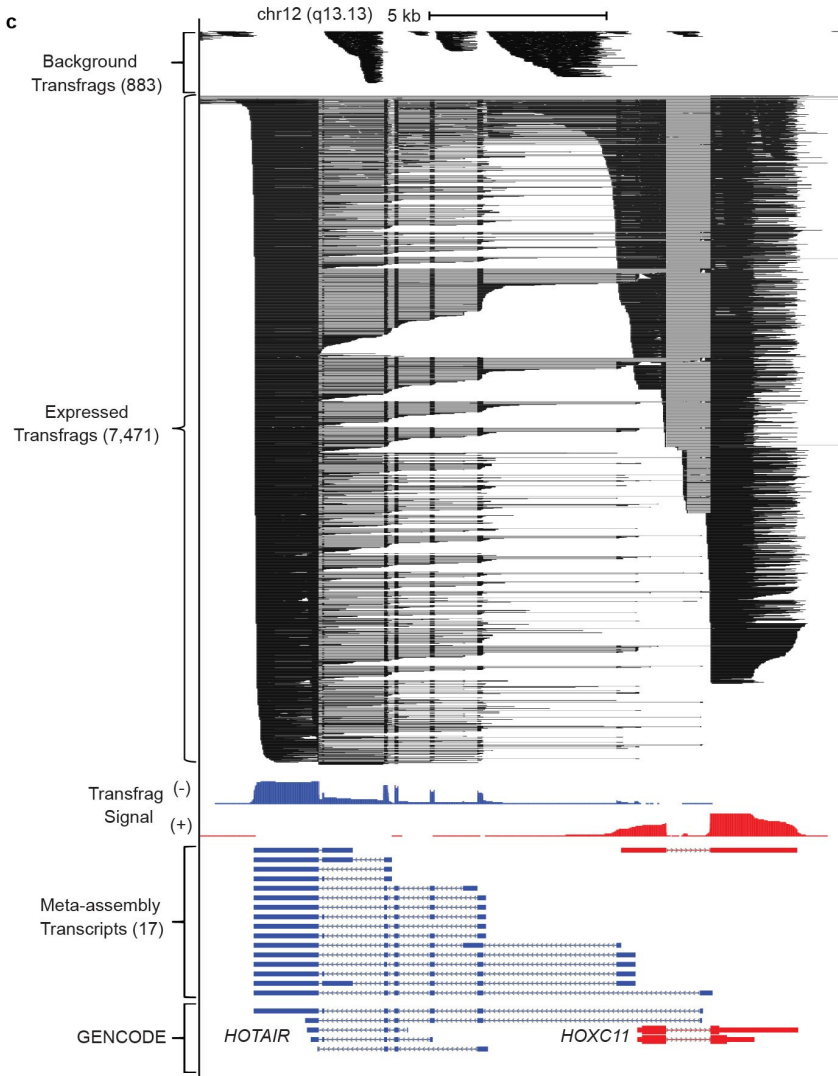 c
chr12 (q13.13) 5 kb
Background
Transfrags (883)
Expressed
Transfrags (7,471)
Transfrag
Signal
(-)
(+)
Meta-assembly
Transcripts (17)
GENCODE
HOTAIR
HOXC11